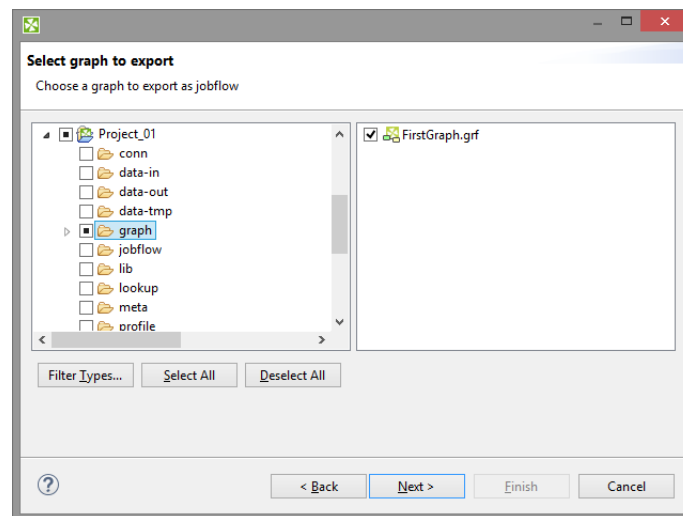 Select graph to export
Choose a graph to export as jobflow
Project_01
conn
data-in
data-out
data-tmp
graph
jobflow
lib
lookup
meta
profile
FirstGraph.grf
Filter Types...
Select All
Deselect All
< Back
Next >
Finish
Cancel